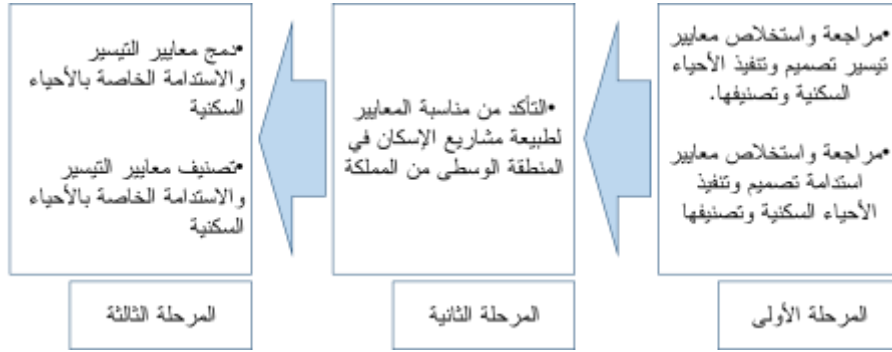 •مراجعة واستخلاص معايير
تيسير تصميم وتنفيذ الأحياء
السكنية وتصنيفها.
•مراجعة واستخلاص معايير
استدامة تصميم وتنفيذ
الأحياء السكنية وتصنيفها
المرحلة الأولى
•التأكد من مناسبة المعايير
لطبيعة مشاريع الإسكان في
المنطقة الوسطى من المملكة
المرحلة الثانية
•دمج معايير التيسير
والاستدامة الخاصة بالأحياء
السكنية
•تصنيف معايير التيسير
والاستدامة الخاصة بالأحياء
السكنية
المرحلة الثالثة